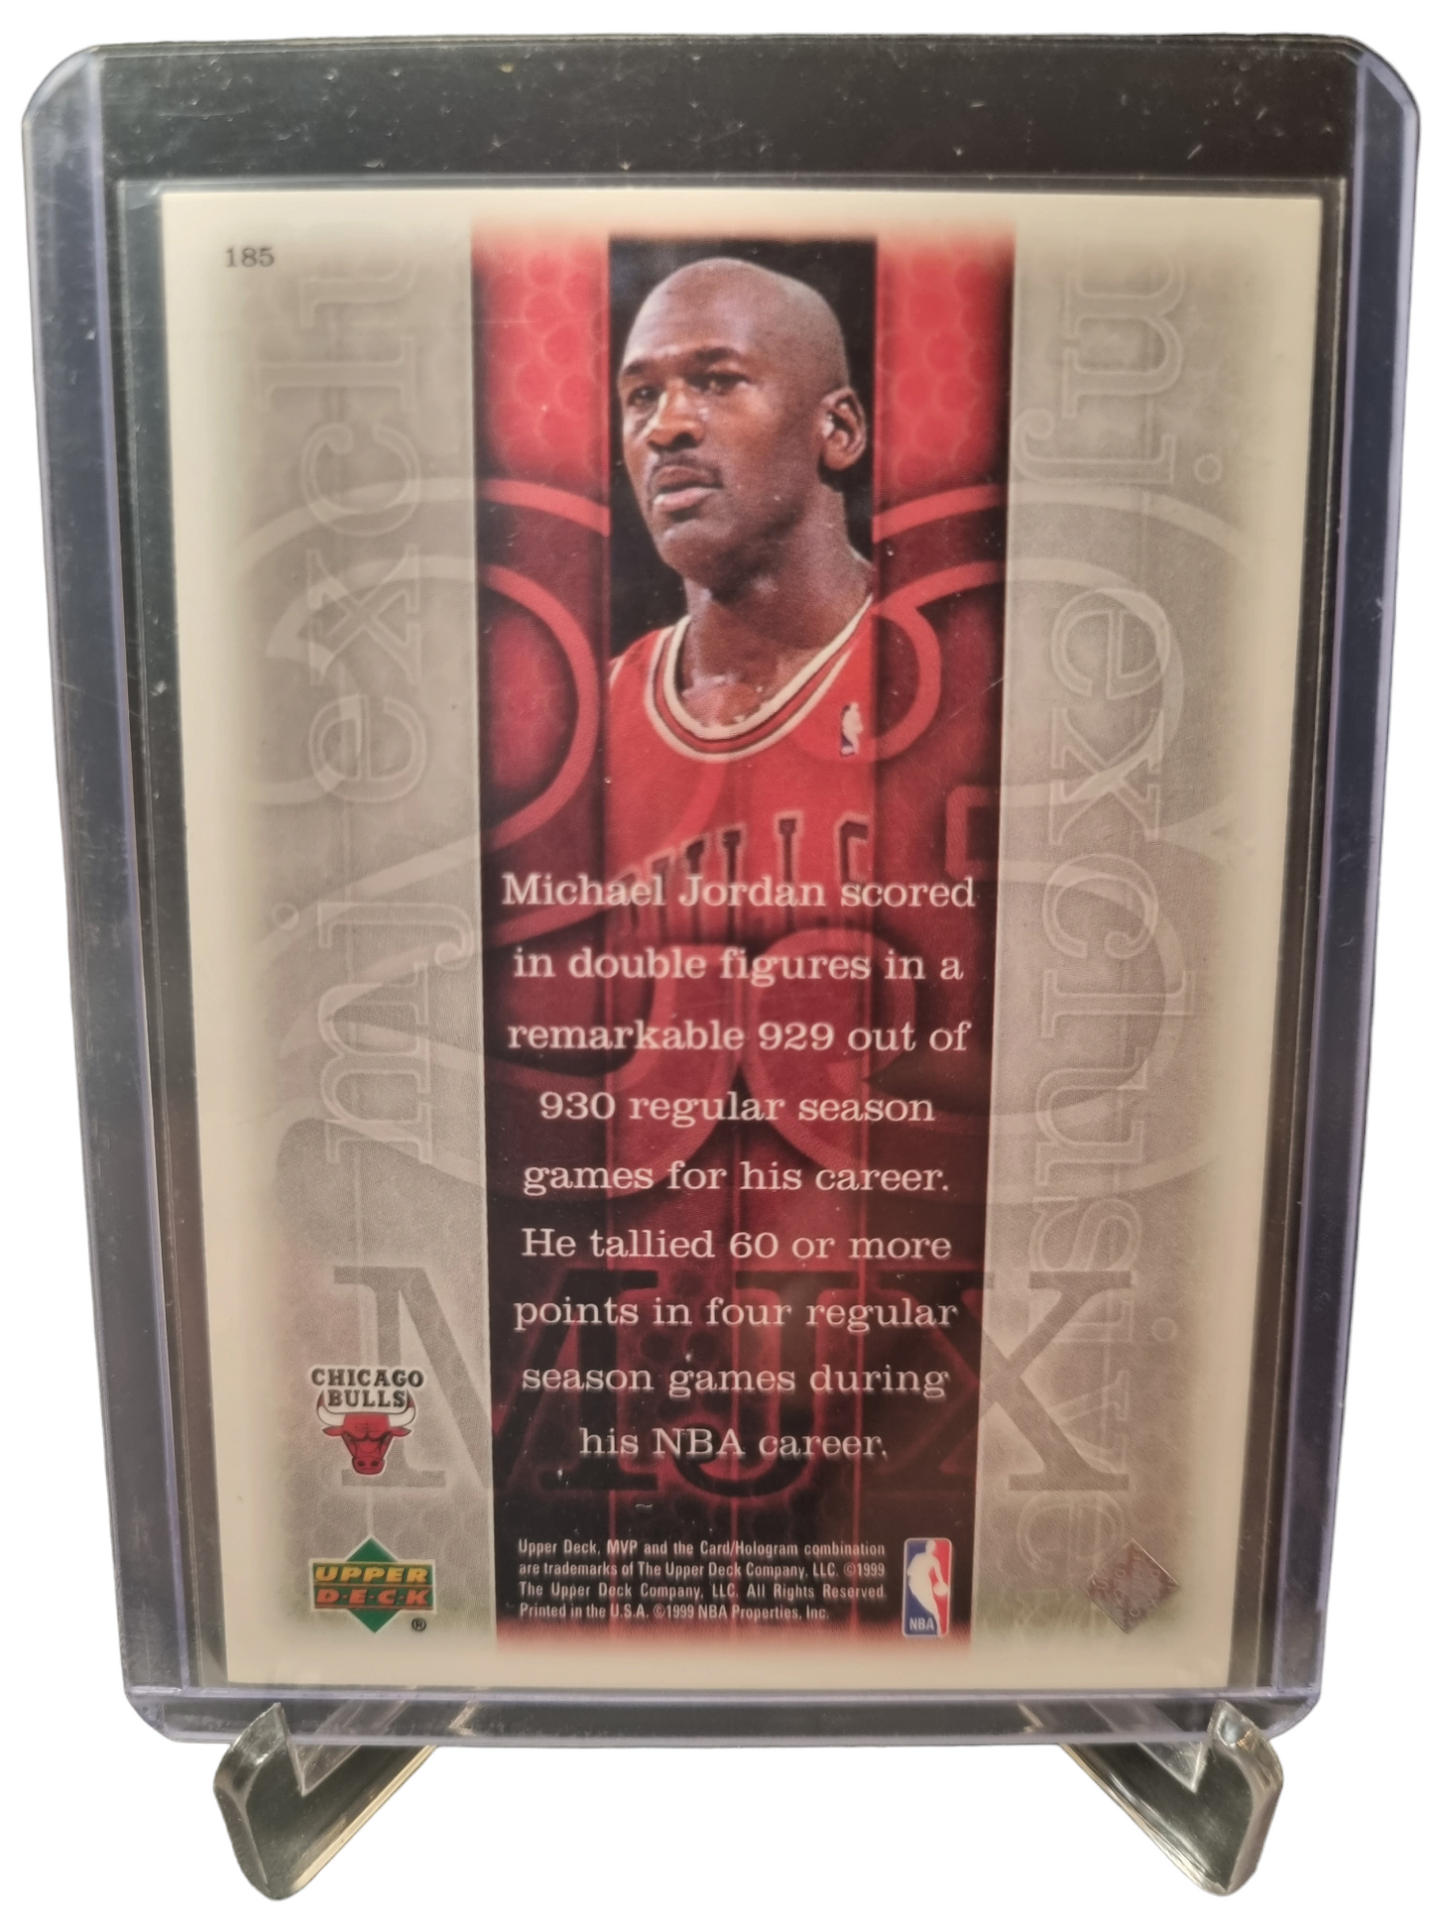 185
mj exclu
mj exclusive
BULLS
Michael Jordan scored
in double figures in a
remarkable 929 out of
930 regular season
games for his career.
He tallied 60 or more
points in four regular
season games during
his NBA career.
MJX
CHICAGO
BULLS
UPPER
D·E·C·K
®
Upper Deck, MVP and the Card/Hologram combination
are trademarks of The Upper Deck Company, LLC. ©1999
The Upper Deck Company, LLC. All Rights Reserved.
Printed in the U.S.A. ©1999 NBA Properties, Inc.
NBA